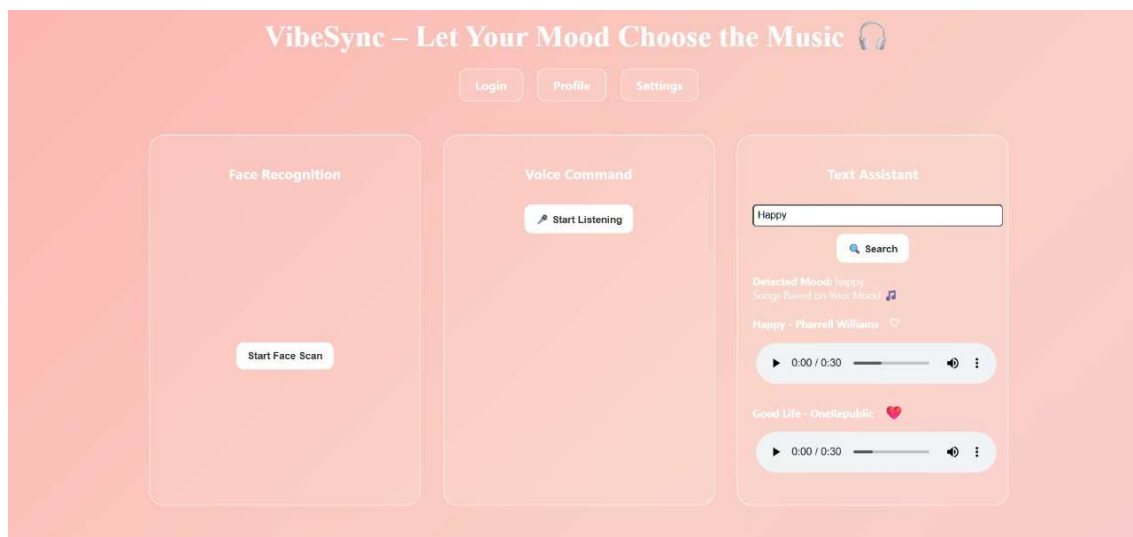 VibeSync – Let Your Mood Choose the Music 🎧
Login Profile Settings
Face Recognition
Start Face Scan
Voice Command
🎤 Start Listening
Text Assistant
Happy
🔍 Search
Detected Mood: happy
Songs Based on Your Mood 🎵
Happy - Pharrell Williams ♡
0:00 / 0:30
Good Life - OneRepublic ❤️
0:00 / 0:30